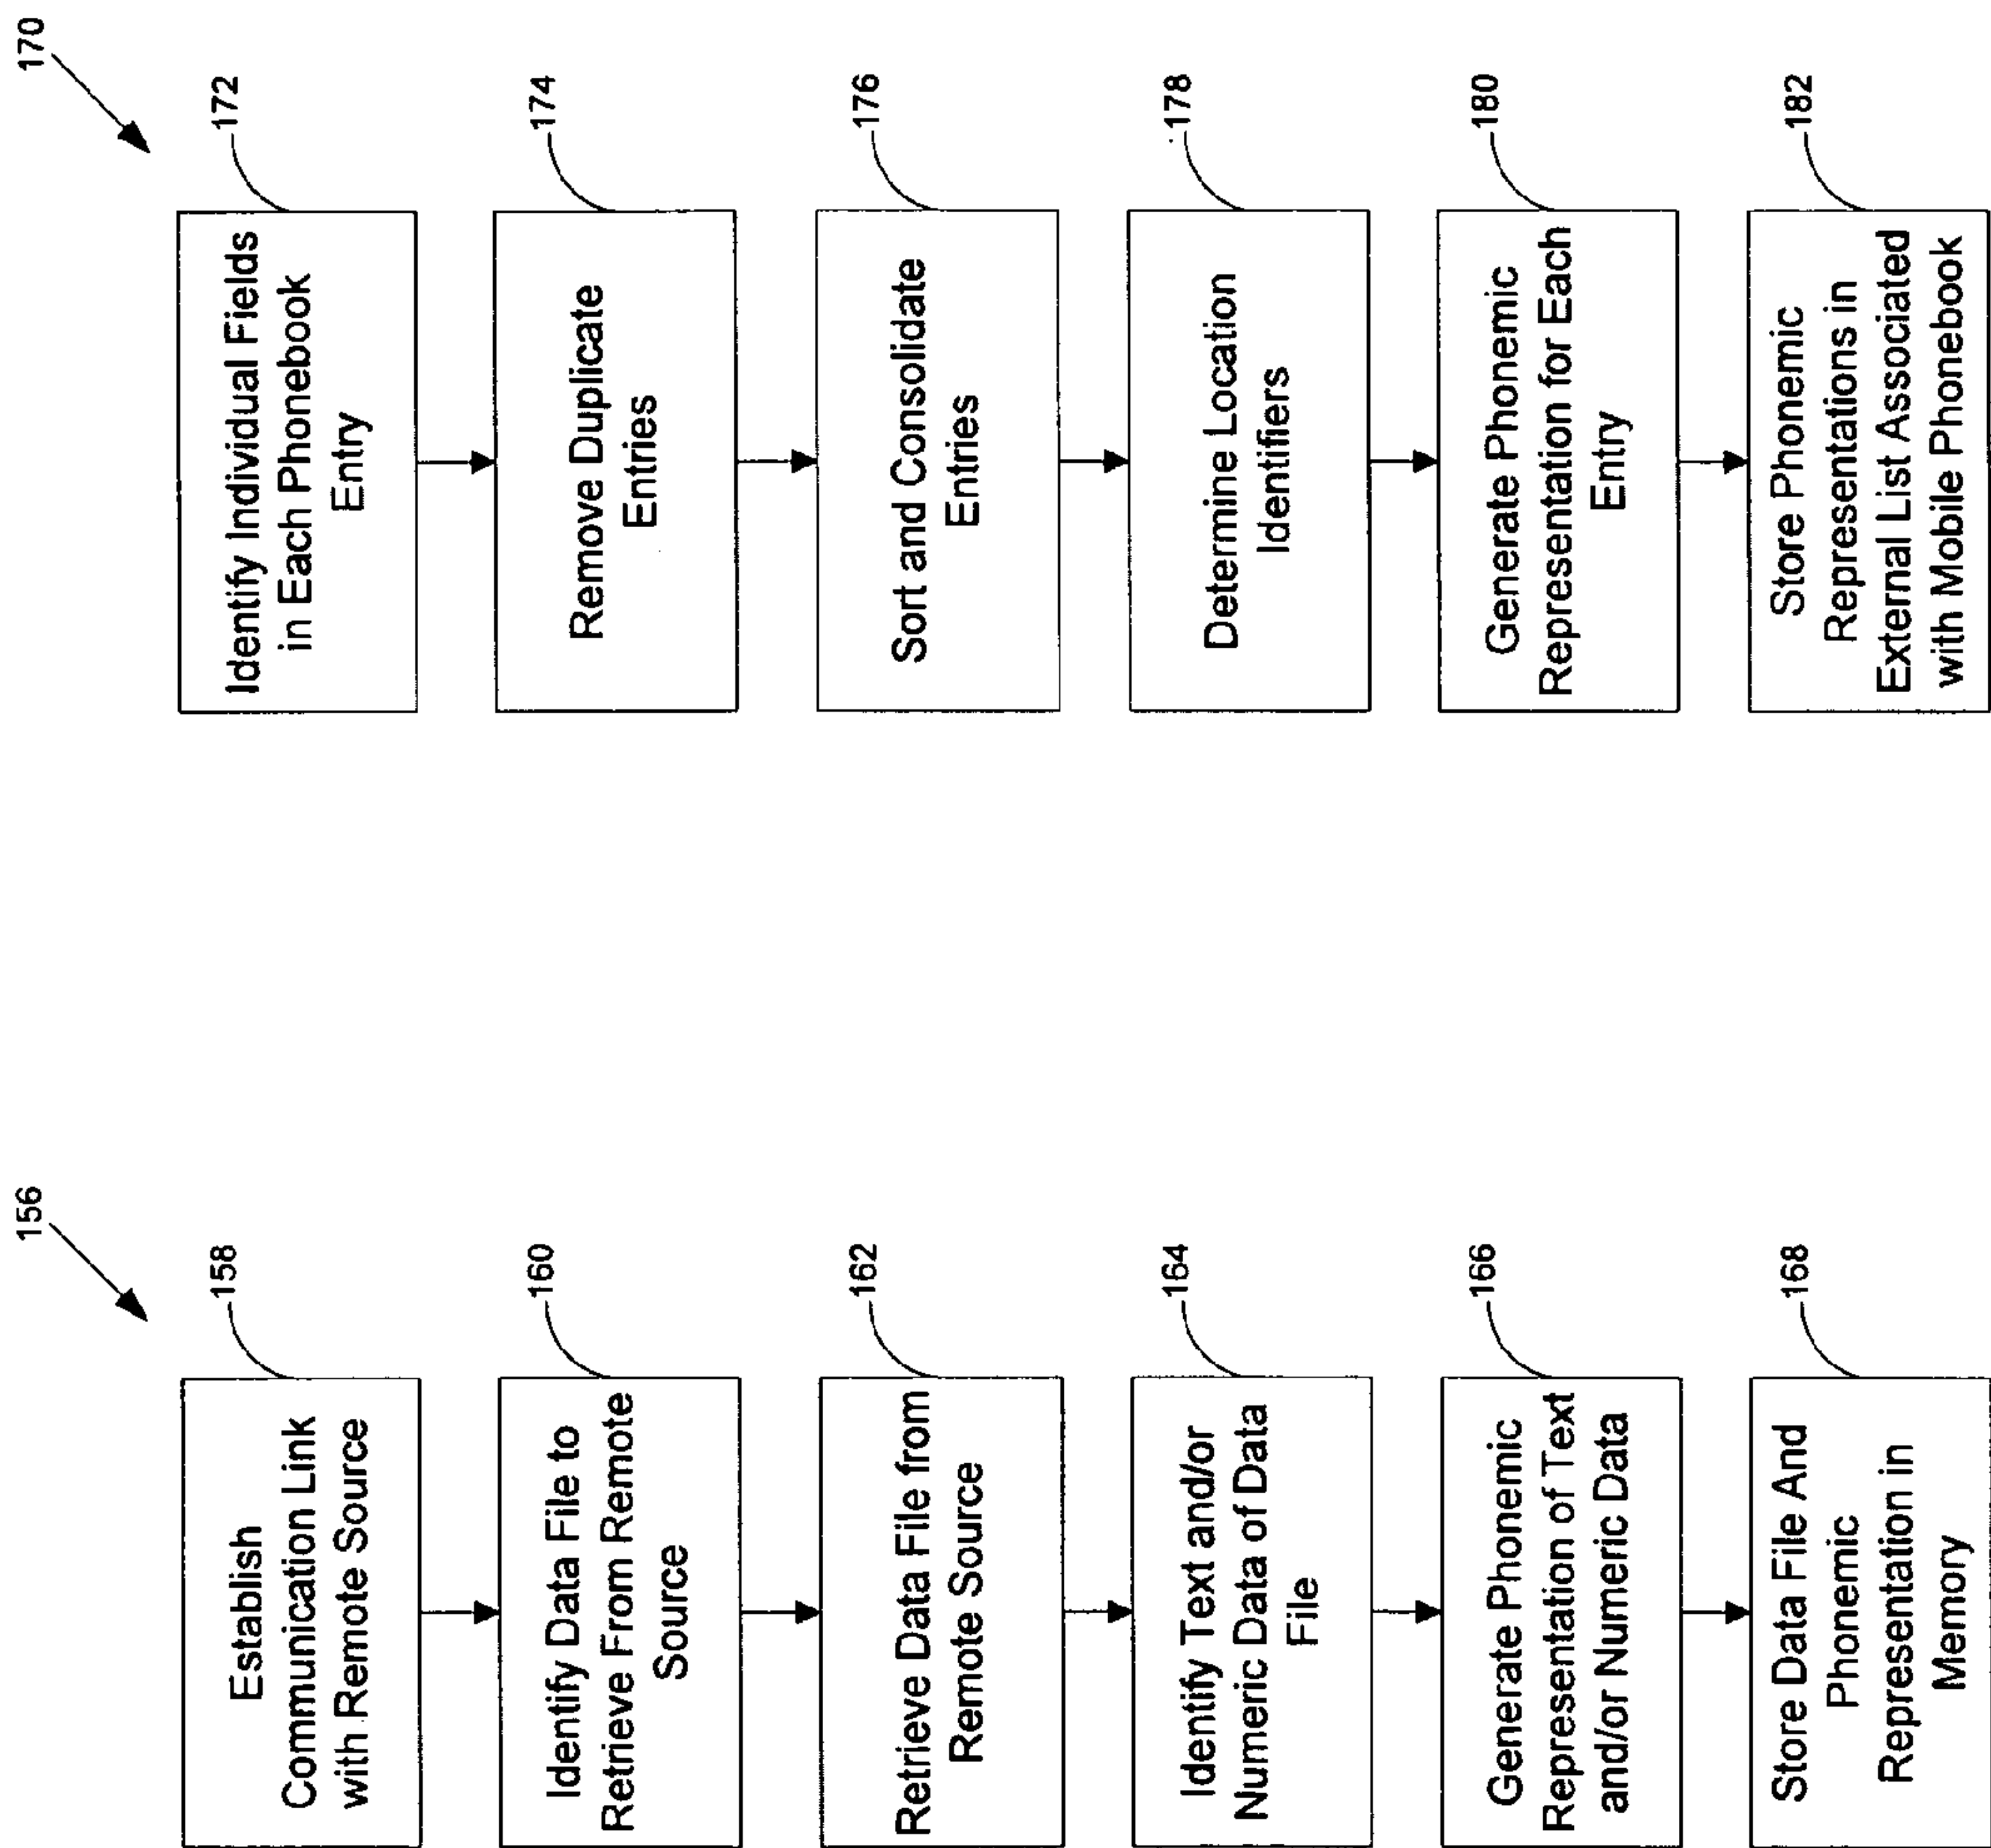 156
158
Establish
Communication Link
with Remote Source
160
Identify Data File to
Retrieve From Remote
Source
162
Retrieve Data File from
Remote Source
164
Identify Text and/or
Numeric Data of Data
File
166
Generate Phonemic
Representation of Text
and/or Numeric Data
168
Store Data File And
Phonemic
Representation in
Memory
170
172
Identify Individual Fields
in Each Phonebook
Entry
174
Remove Duplicate
Entries
176
Sort and Consolidate
Entries
178
Determine Location
Identifiers
180
Generate Phonemic
Representation for Each
Entry
182
Store Phonemic
Representations in
External List Associated
with Mobile Phonebook